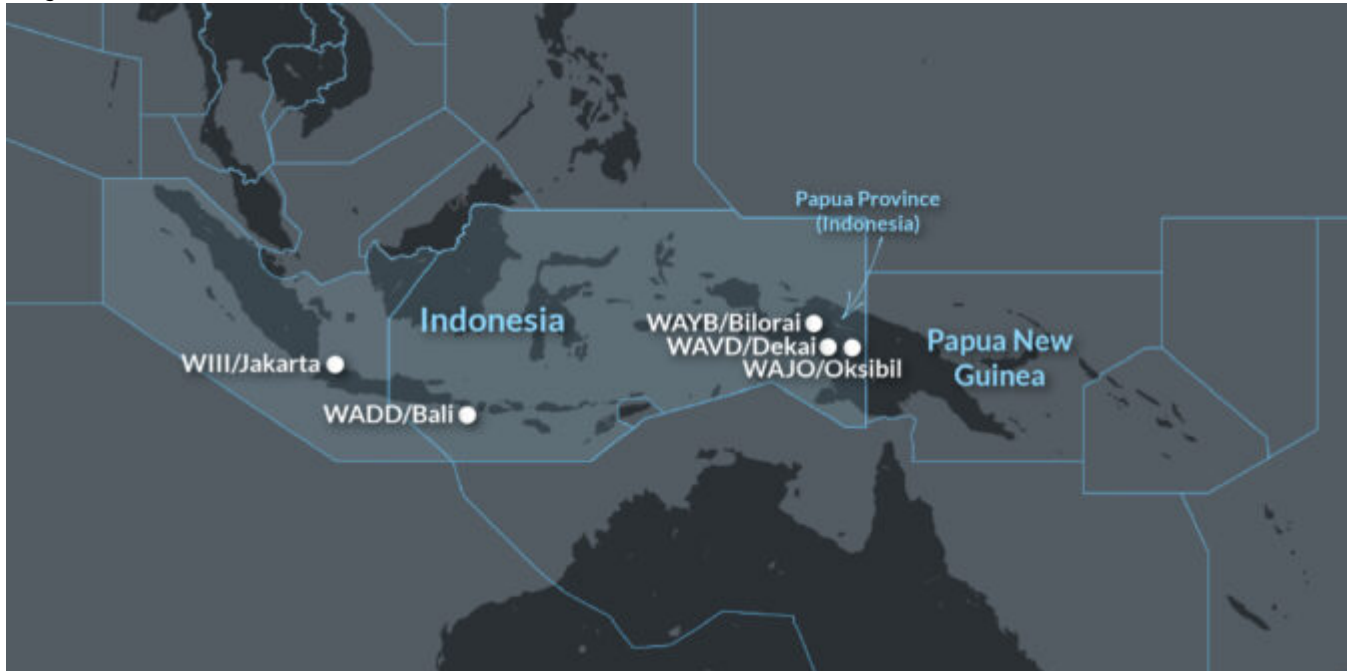 Papua Province
(Indonesia)
Indonesia
WAYB/Bilorai
WAVD/Dekai
WAJO/Oksibil
Papua New
Guinea
WIII/Jakarta
WADD/Bali